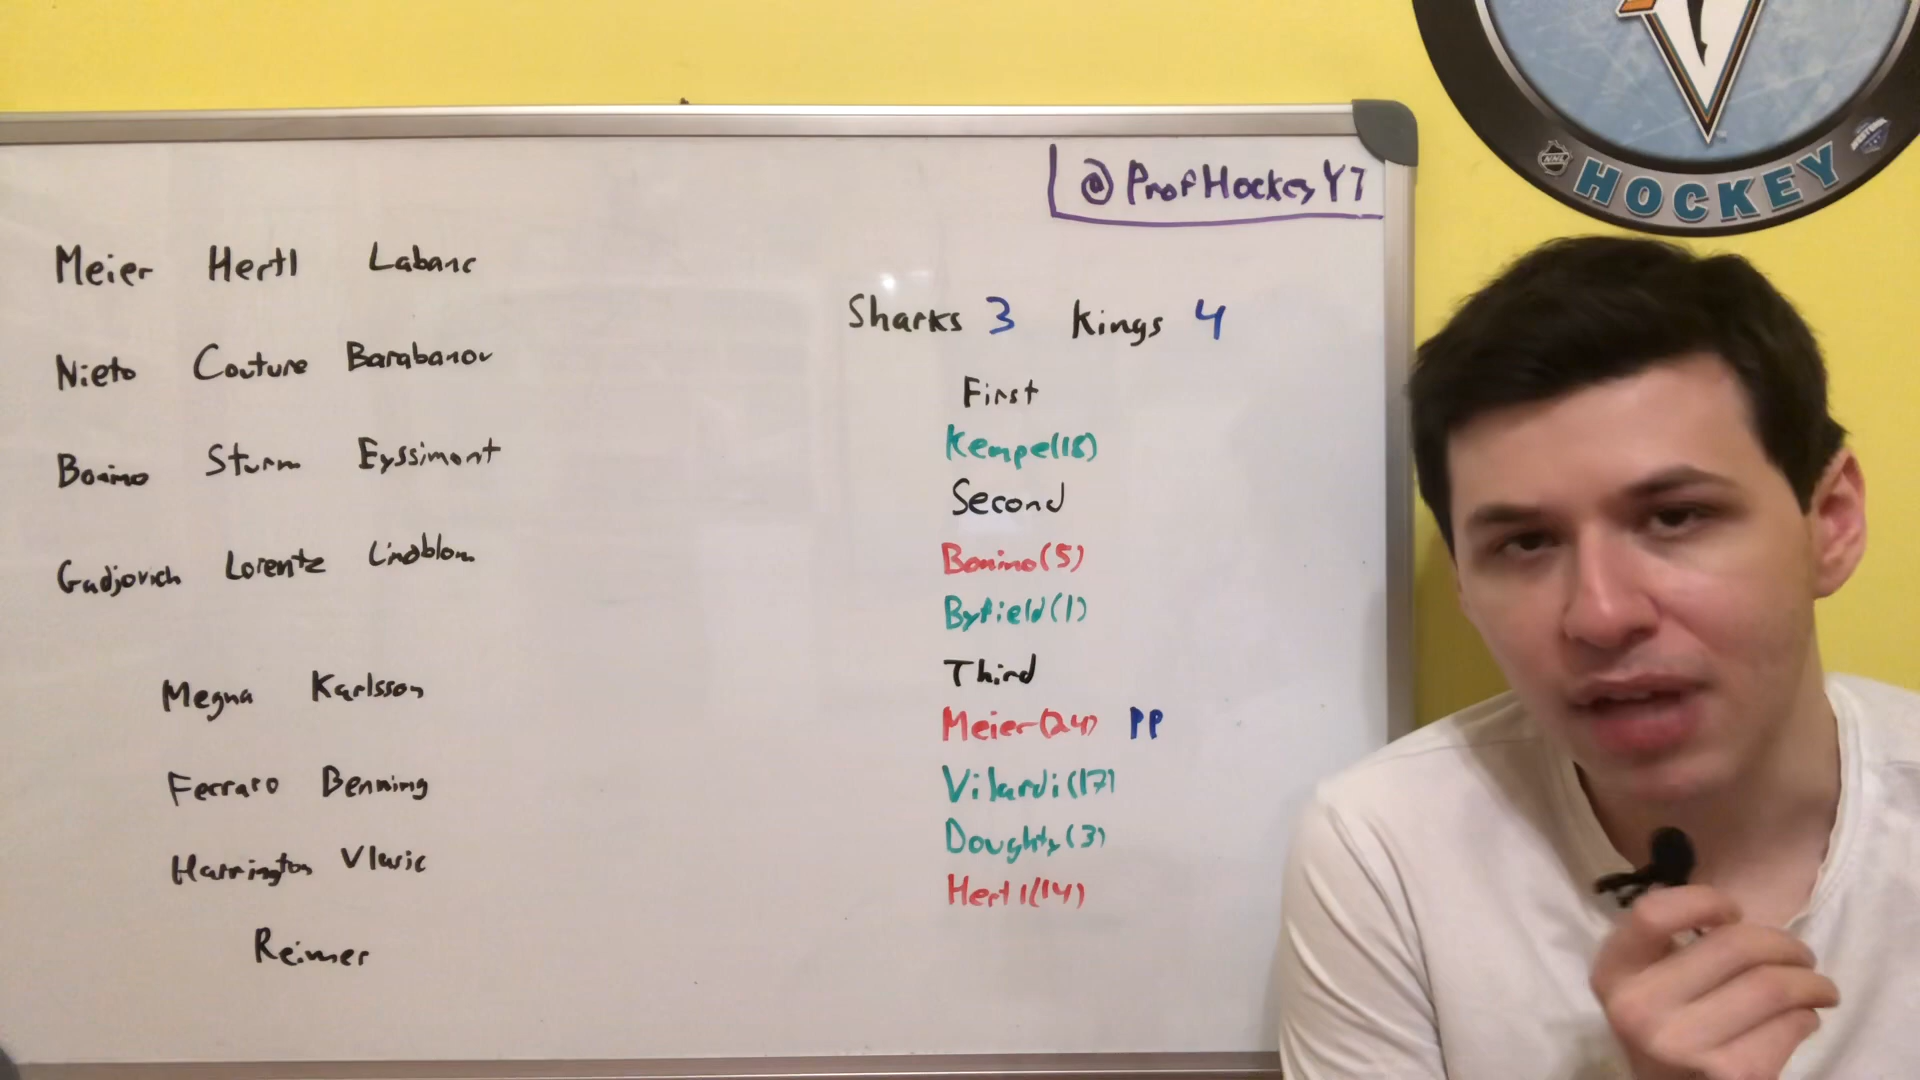 @ProfHockeyYT
HOCKEY
NHL
Meier Hertl Labanc
Nieto Couture Barabanov
Bonino Sturm Eyssimont
Gadjovich Lorentz Lindblom
Megna Karlsson
Ferraro Benning
Harrington Vlasic
Reimer
Sharks 3 Kings 4
First
Kempe(18)
Second
Bonino(5)
Byfield(1)
Third
Meier(24) PP
Vilardi(17)
Doughty(3)
Hertl(14)